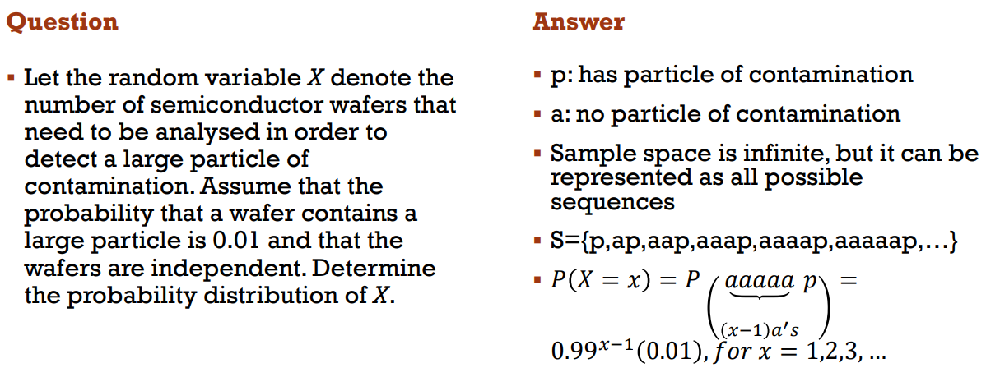 Question
▪ Let the random variable X denote the
number of semiconductor wafers that
need to be analysed in order to
detect a large particle of
contamination. Assume that the
probability that a wafer contains a
large particle is 0.01 and that the
wafers are independent. Determine
the probability distribution of X.
Answer
▪ p: has particle of contamination
▪ a: no particle of contamination
▪ Sample space is infinite, but it can be
represented as all possible
sequences
▪ S={p,ap,aap,aaap,aaaap,aaaaap,…}
▪ P(X = x) = P ( aaaaa p ) =
(x−1)a's
0.99^{x−1}(0.01), for x = 1,2,3, …